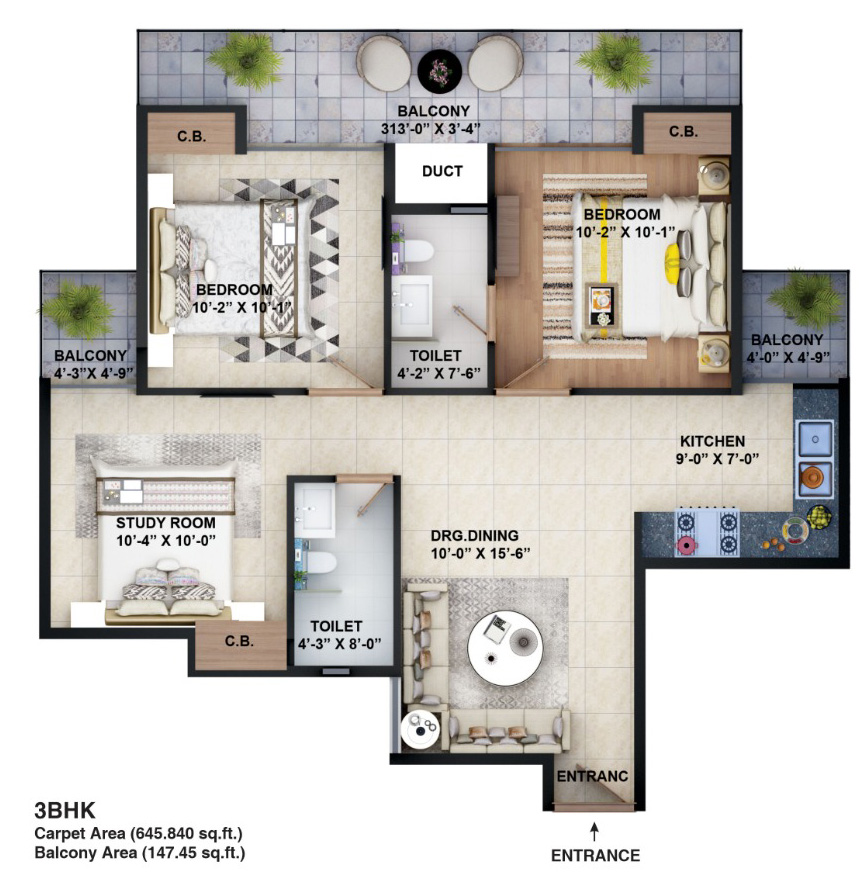 BALCONY
313'-0" X 3'-4"
C.B.
C.B.
DUCT
BEDROOM
10'-2" X 10'-1"
BEDROOM
10'-2" X 10'-1"
BALCONY
4'-3"X 4'-9"
TOILET
4'-2" X 7'-6"
BALCONY
4'-0" X 4'-9"
KITCHEN
9'-0" X 7'-0"
STUDY ROOM
10'-4" X 10'-0"
DRG.DINING
10'-0" X 15'-6"
TOILET
4'-3" X 8'-0"
C.B.
ENTRANC
3BHK
Carpet Area (645.840 sq.ft.)
Balcony Area (147.45 sq.ft.)
ENTRANCE